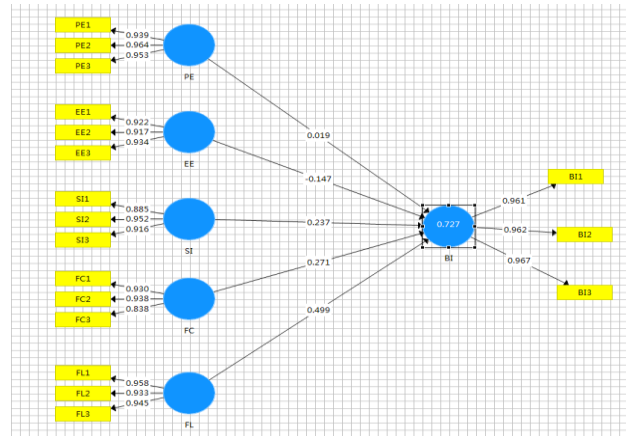 PE1
0.939
PE2
0.964
0.953
PE3
PE
0.019
EE1
0.922
EE2
0.917
0.934
EE3
EE
-0.147
SI1
0.885
SI2
0.952
0.916
SI3
SI
0.237
FC1
0.930
FC2
0.938
0.838
FC3
FC
0.271
FL1
0.958
FL2
0.933
0.945
FL3
FL
0.499
0.727
BI
BI1
0.961
0.962
BI2
0.967
BI3